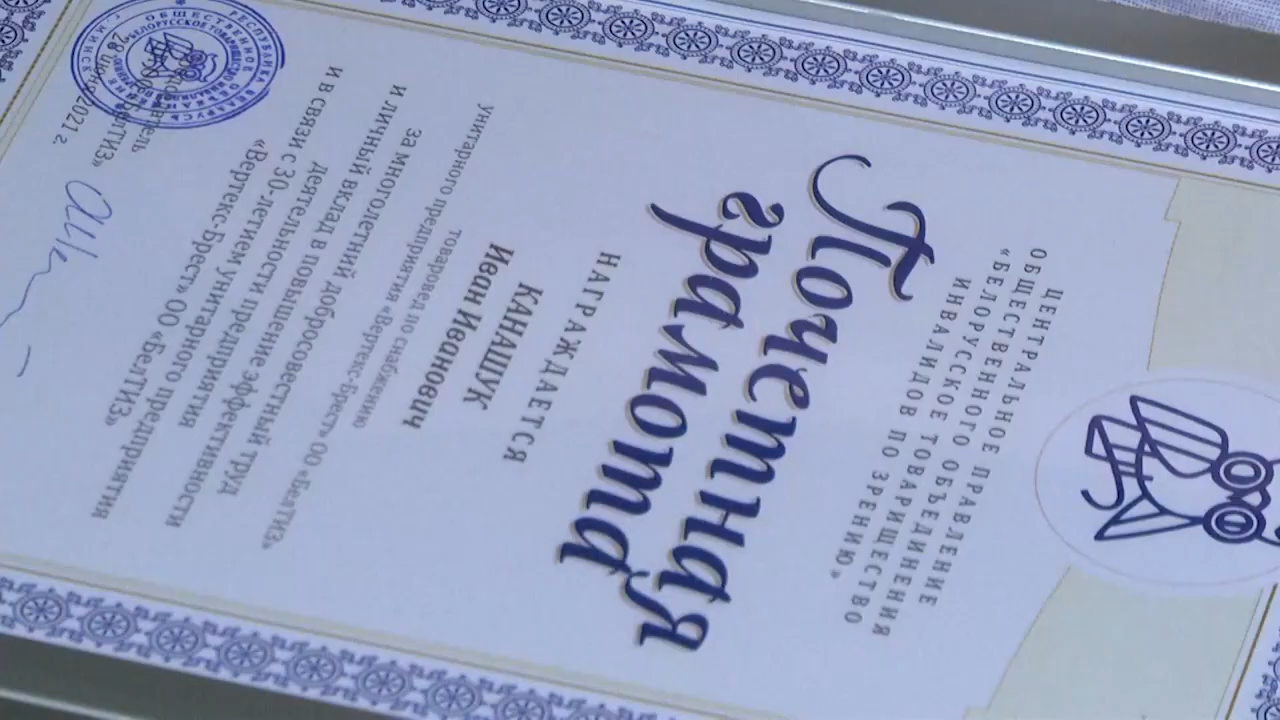 ЦЕНТРАЛЬНОЕ ПРАВЛЕНИЕ
ОБЩЕСТВЕННОГО ОБЪЕДИНЕНИЯ
«БЕЛОРУССКОЕ ТОВАРИЩЕСТВО
ИНВАЛИДОВ ПО ЗРЕНИЮ»
Почетная
грамота
НАГРАЖДАЕТСЯ
КАНАЩУК
Иван Иванович
товаровед по снабжению
унитарного предприятия «Вертекс-Брест» ОО «БелТИЗ»
за многолетний добросовестный труд
и личный вклад в повышение эффективности
деятельности предприятия
и в связи с 30-летием унитарного предприятия
«Вертекс-Брест» ОО «БелТИЗ»
2021 г.